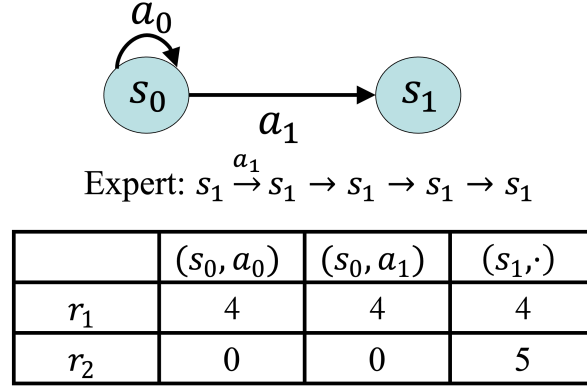 a₀
s₀ s₁
a₁
Expert: s₁ →a₁ s₁ → s₁ → s₁ → s₁
(s₀, a₀) (s₀, a₁) (s₁,·)
r₁ 4 4 4
r₂ 0 0 5